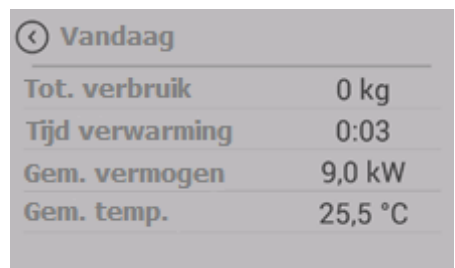 Vandaag
Tot. verbruik 0 kg
Tijd verwarming 0:03
Gem. vermogen 9,0 kW
Gem. temp. 25,5 °C